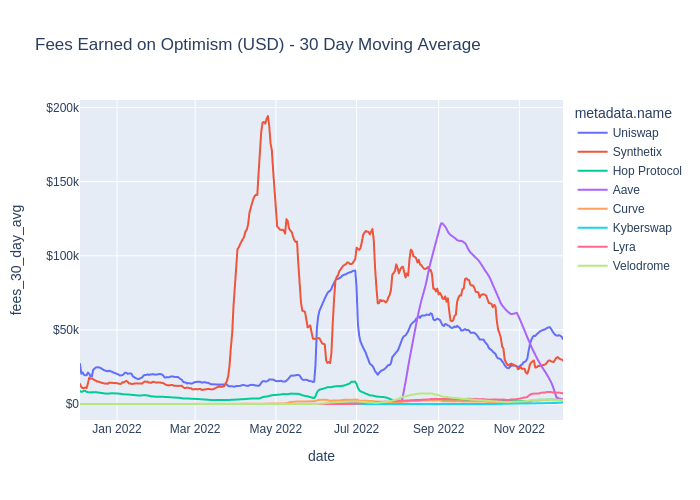 Fees Earned on Optimism (USD) - 30 Day Moving Average
metadata.name
Uniswap
Synthetix
Hop Protocol
Aave
Curve
Kyberswap
Lyra
Velodrome
fees_30_day_avg
$200k
$150k
$100k
$50k
$0
Jan 2022 Mar 2022 May 2022 Jul 2022 Sep 2022 Nov 2022
date